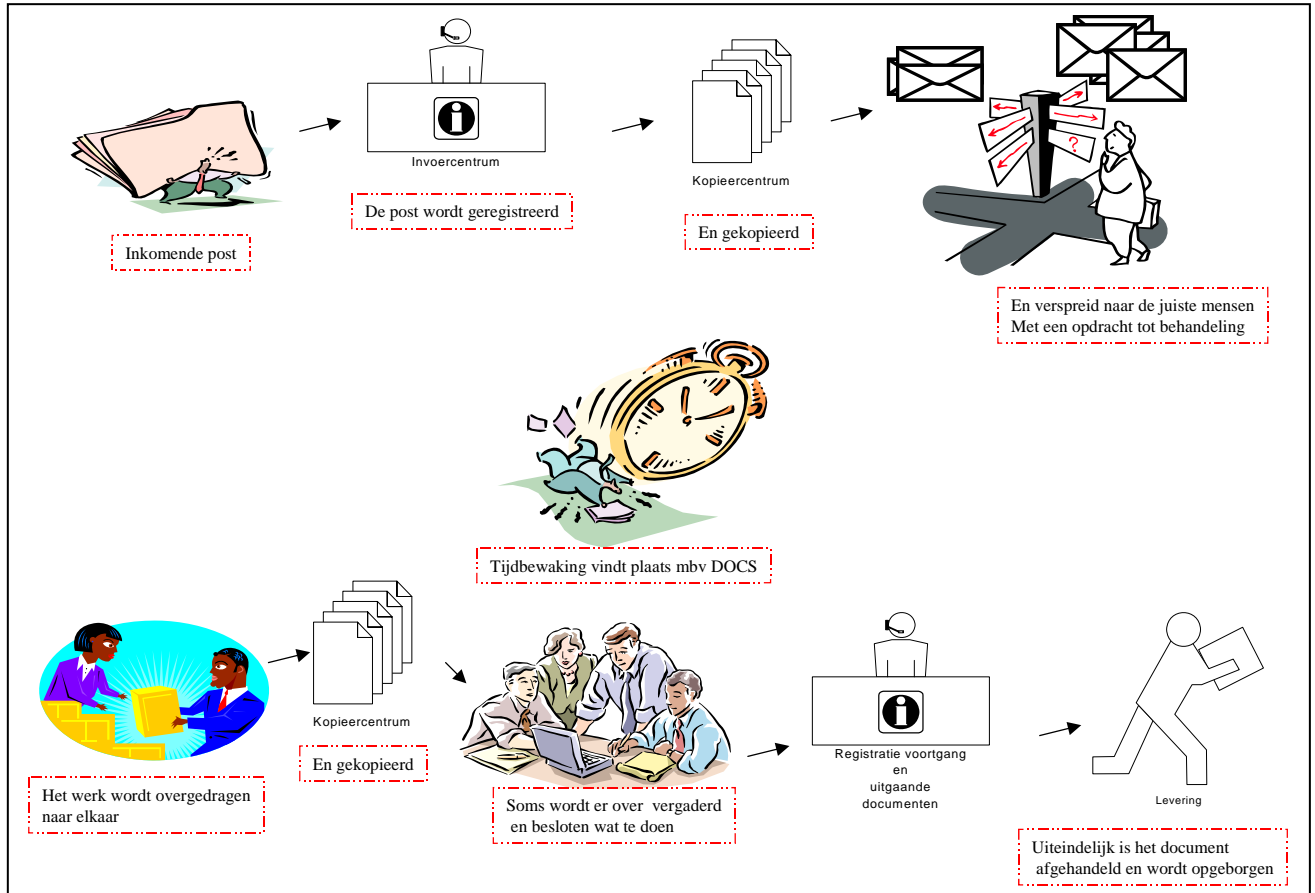 Invoercentrum
Kopieercentrum
De post wordt geregistreerd
En gekopieerd
Inkomende post
?
En verspreid naar de juiste mensen
Met een opdracht tot behandeling
Tijdbewaking vindt plaats mbv DOCS
Kopieercentrum
En gekopieerd
Registratie voortgang
en
uitgaande
documenten
Levering
Het werk wordt overgedragen
naar elkaar
Soms wordt er over vergaderd
en besloten wat te doen
Uiteindelijk is het document
afgehandeld en wordt opgeborgen